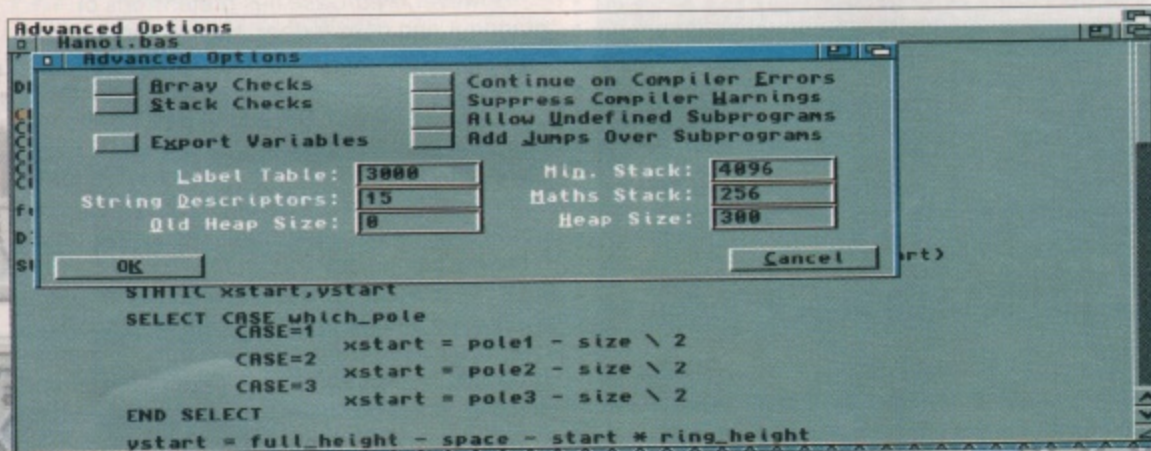 Advanced Options
Hanoi.bas
Advanced Options
Array Checks
Stack Checks
Export Variables
Continue on Compiler Errors
Suppress Compiler Warnings
Allow Undefined Subprograms
Add Jumps Over Subprograms
Label Table: 3000
String Descriptors: 15
Old Heap Size: 0
Min. Stack: 4096
Maths Stack: 256
Heap Size: 300
OK
Cancel
STATIC xstart,ystart
SELECT CASE which_pole
CASE=1
xstart = pole1 - size \ 2
CASE=2
xstart = pole2 - size \ 2
CASE=3
xstart = pole3 - size \ 2
END SELECT
ystart = full_height - space - start * ring_height